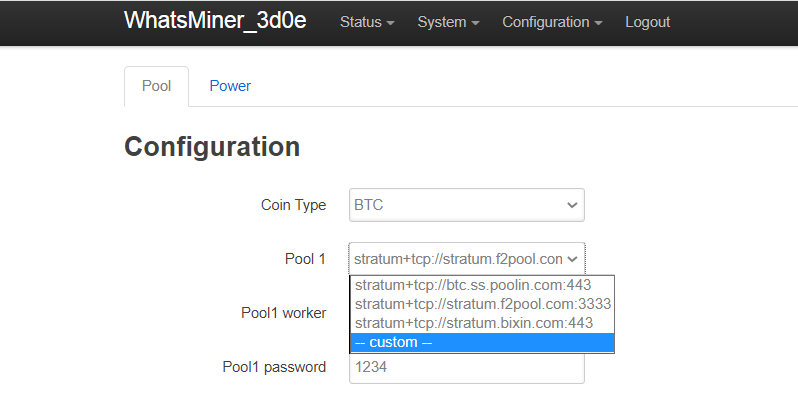 WhatsMiner_3d0e Status System Configuration Logout
Pool Power
Configuration
Coin Type BTC
Pool 1 stratum+tcp://stratum.f2pool.con
stratum+tcp://btc.ss.poolin.com:443
stratum+tcp://stratum.f2pool.com:3333
Pool1 worker stratum+tcp://stratum.bixin.com:443
-- custom --
Pool1 password 1234